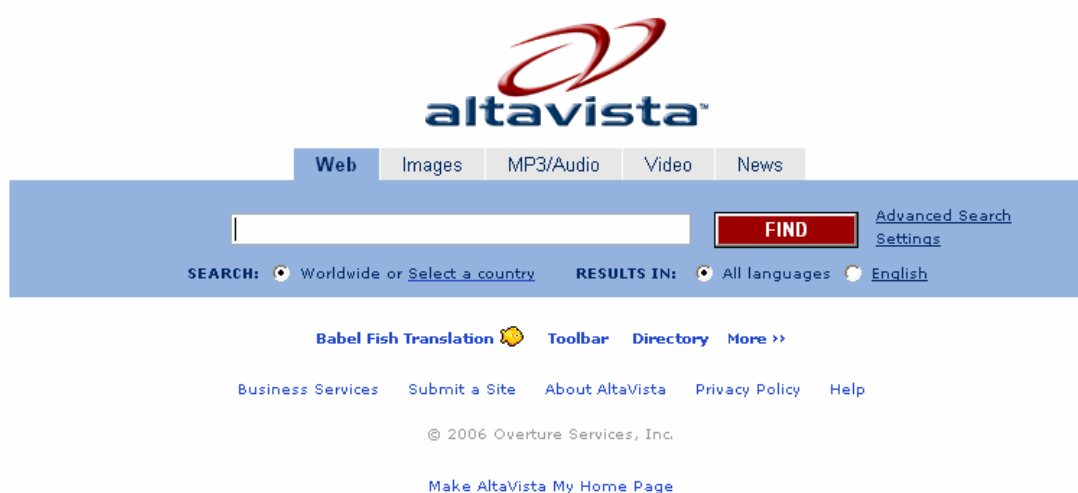 altavista™
Web Images MP3/Audio Video News
FIND Advanced Search
Settings
SEARCH: Worldwide or Select a country RESULTS IN: All languages English
Babel Fish Translation Toolbar Directory More ››
Business Services Submit a Site About AltaVista Privacy Policy Help
© 2006 Overture Services, Inc.
Make AltaVista My Home Page